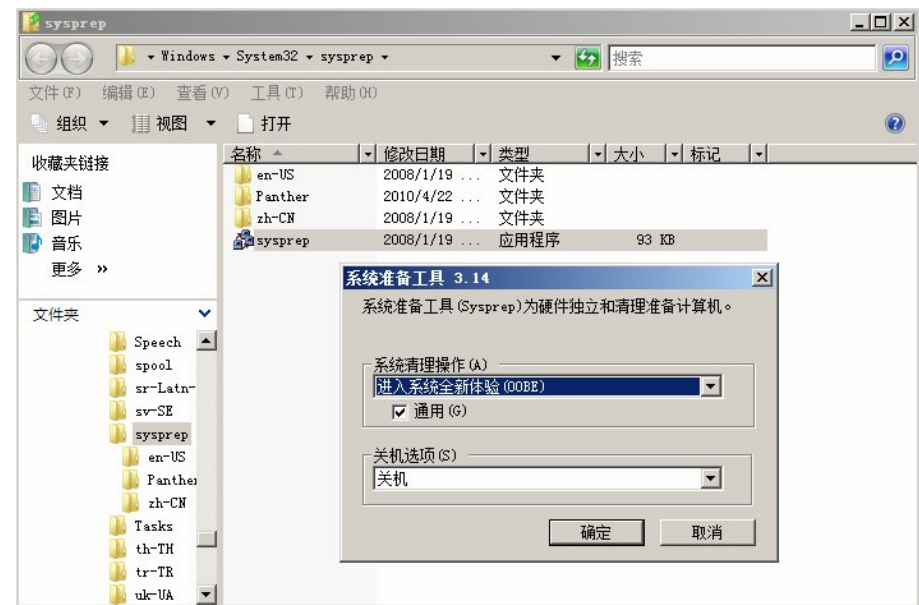 sysprep
Windows System32 sysprep
搜索
文件(F) 编辑(E) 查看(V) 工具(T) 帮助(H)
组织 视图 打开
收藏夹链接
文档
图片
音乐
更多 »
名称 修改日期 类型 大小 标记
en-US 2008/1/19 ... 文件夹
Panther 2010/4/22 ... 文件夹
zh-CN 2008/1/19 ... 文件夹
sysprep 2008/1/19 ... 应用程序 93 KB
文件夹
Speech
spool
sr-Latn-
sv-SE
sysprep
en-US
Panther
zh-CN
Tasks
th-TH
tr-TR
uk-UA
系统准备工具 3.14
系统准备工具(Sysprep)为硬件独立和清理准备计算机。
系统清理操作(A)
进入系统全新体验(OOBE)
通用(G)
关机选项(S)
关机
确定 取消